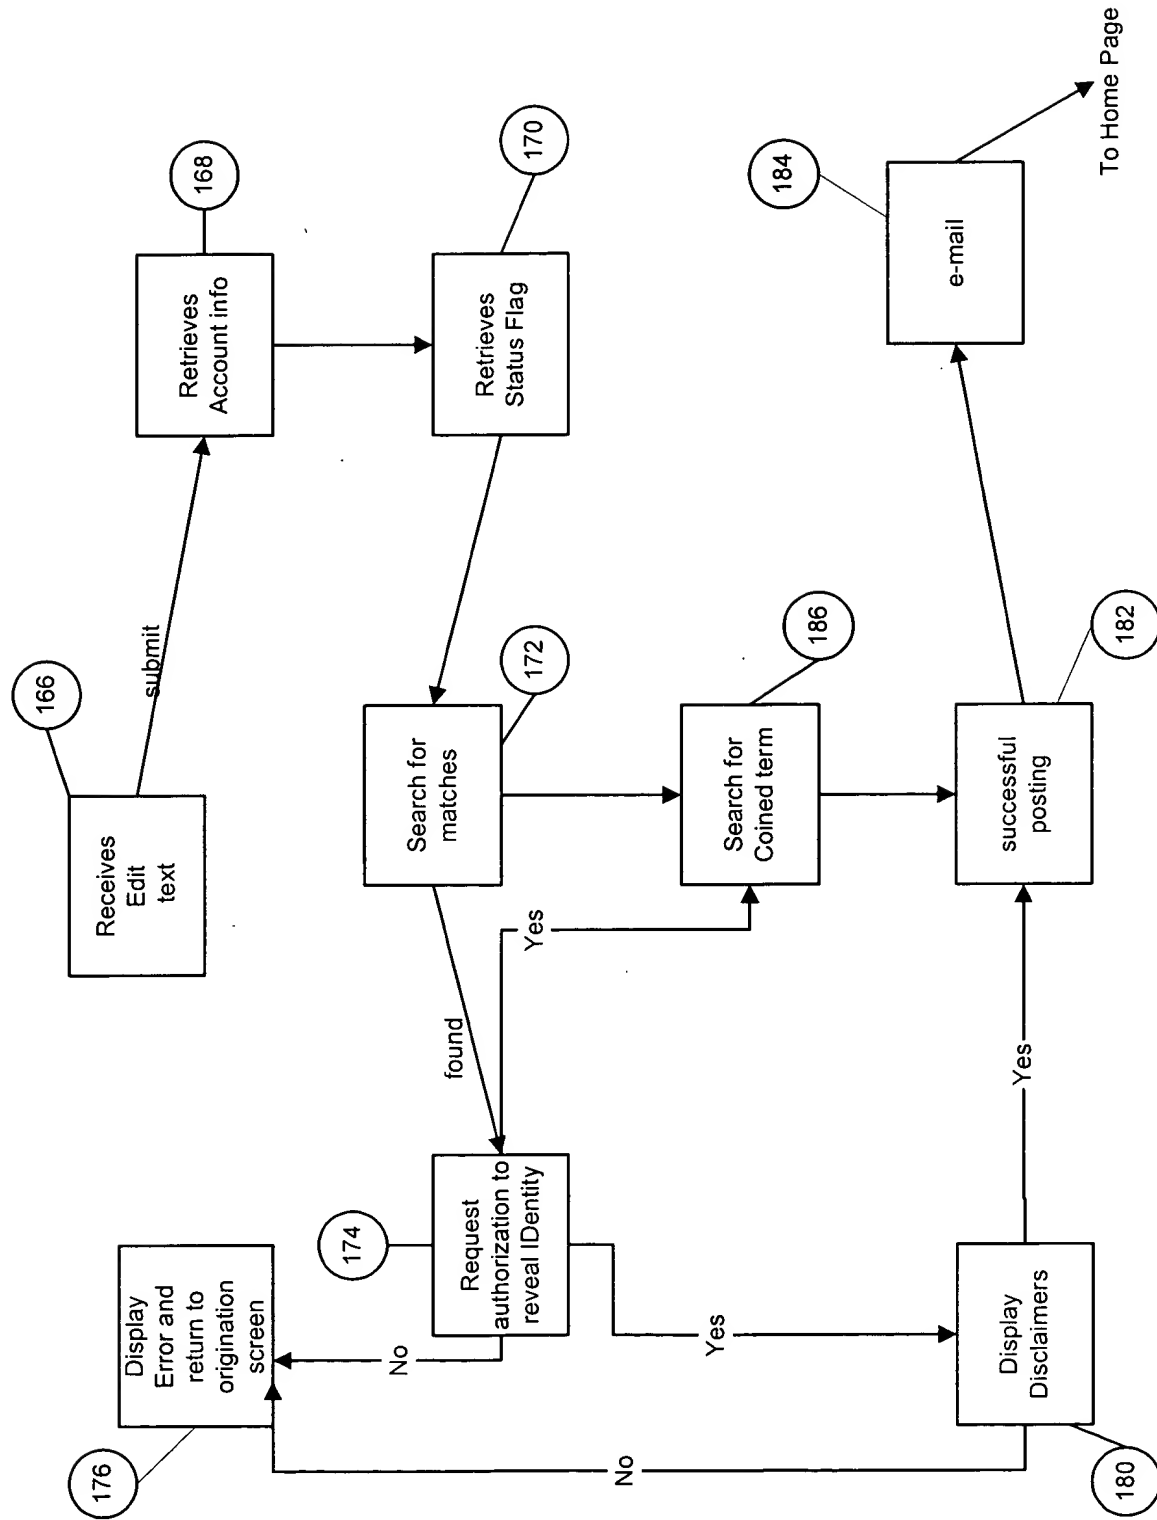 166
Receives
Edit
text
submit
168
Retrieves
Account info
170
Retrieves
Status Flag
172
Search for
matches
found
174
Request
authorization to
reveal IDentity
No
176
Display
Error and
return to
origination
screen
Yes
186
Search for
Coined term
Yes
180
Display
Disclaimers
No
Yes
182
successful
posting
184
e-mail
To Home Page